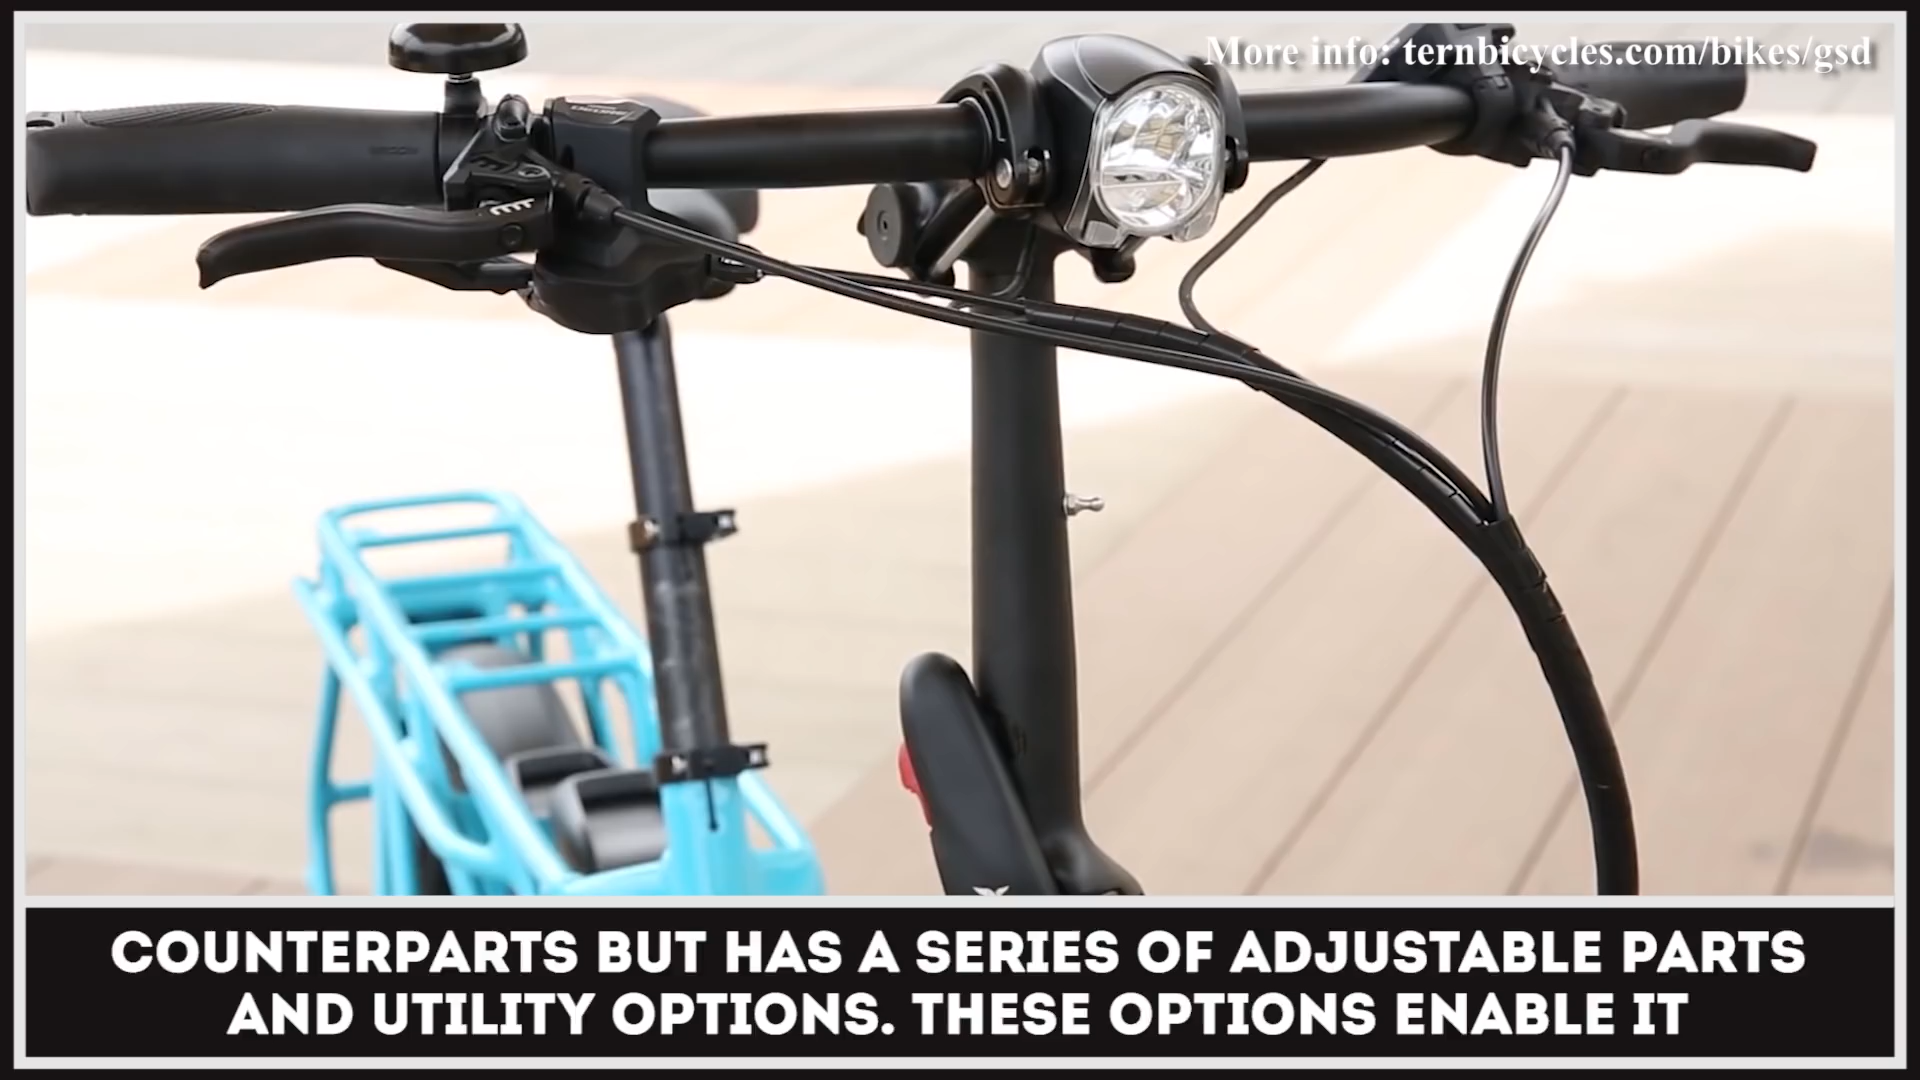 More info: ternbicycles.com/bikes/gsd
COUNTERPARTS BUT HAS A SERIES OF ADJUSTABLE PARTS
AND UTILITY OPTIONS. THESE OPTIONS ENABLE IT